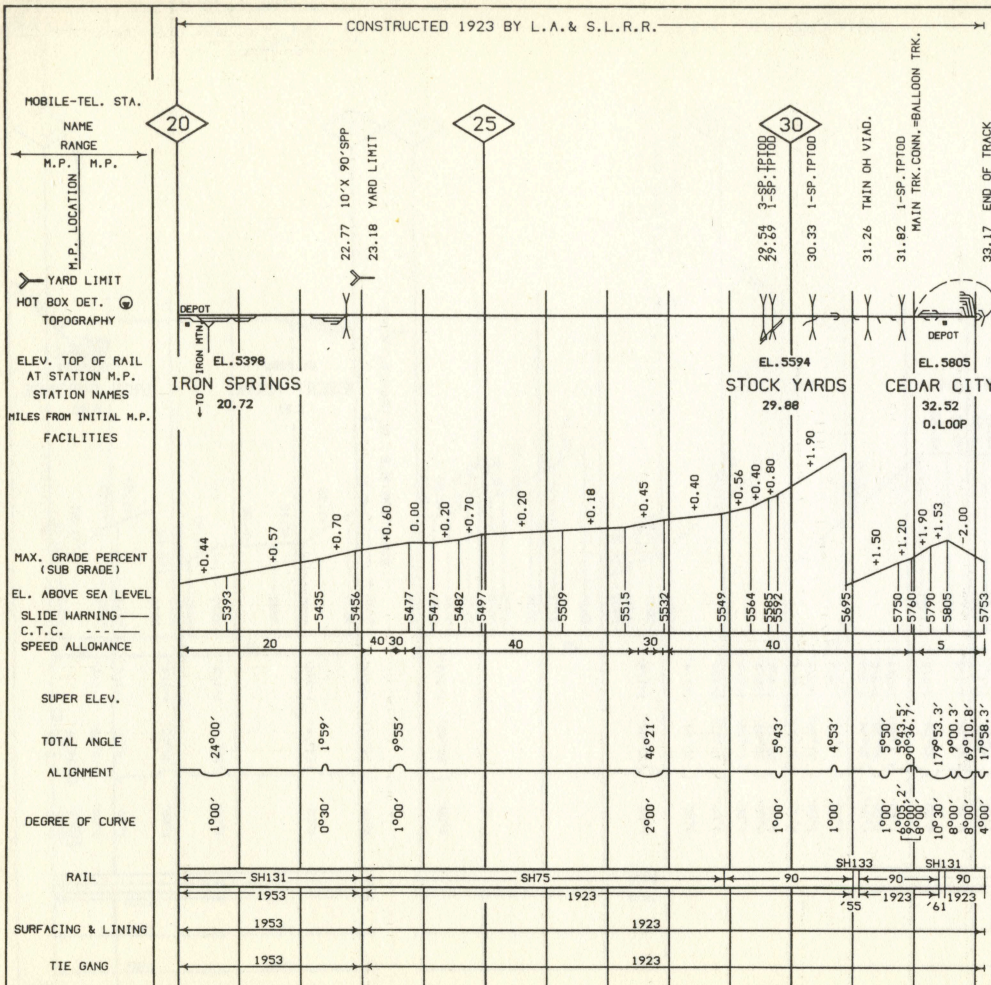 CONSTRUCTED 1923 BY L.A.& S.L.R.R.
MOBILE-TEL. STA.
NAME
RANGE
M.P. M.P.
M.P. LOCATION
20
25
30
22.77 10'X 90'SPP
23.18 YARD LIMIT
29.54 3-SP.TPTOD
29.69 1-SP.TPTOD
30.33 1-SP.TPTOD
31.26 TWIN OH VIAD.
31.82 1-SP.TPTOD
MAIN TRK.CONN.=BALLOON TRK.
33.17 END OF TRACK
YARD LIMIT
HOT BOX DET.
TOPOGRAPHY
DEPOT
←TO IRON MTN.
DEPOT
ELEV. TOP OF RAIL
AT STATION M.P.
EL.5398
EL.5594
EL.5805
STATION NAMES
IRON SPRINGS
STOCK YARDS
CEDAR CITY
MILES FROM INITIAL M.P.
20.72
29.88
32.52
FACILITIES
O.LOOP
MAX. GRADE PERCENT
(SUB GRADE)
+0.44 +0.57 +0.70 +0.60 0.00 +0.20 +0.70 +0.20 +0.18 +0.45 +0.40 +0.56 +0.40 +0.80 +1.90 +1.50 +1.20 +1.90 +1.53 -2.00
EL. ABOVE SEA LEVEL
5393 5435 5456 5477 5477 5482 5497 5509 5515 5532 5549 5564 5585 5592 5695 5750 5760 5790 5805 5753
SLIDE WARNING
C.T.C.
SPEED ALLOWANCE
20 40 30 40 30 40 5
SUPER ELEV.
TOTAL ANGLE
24°00' 1°59' 9°55' 46°21' 5°43' 4°53' 5°50' 5°43.5' 90°36.7' 179°53.3' 9°00.3' 69°10.8' 17°58.3'
ALIGNMENT
DEGREE OF CURVE
1°00' 0°30' 1°00' 2°00' 1°00' 1°00' 1°00' 8°00' 10°30' 8°00' 8°00' 4°00'
SH133 SH131
RAIL
SH131 SH75 90 90 90
1953 1923 '55 1923 '61 1923
SURFACING & LINING
1953 1923
TIE GANG
1953 1923